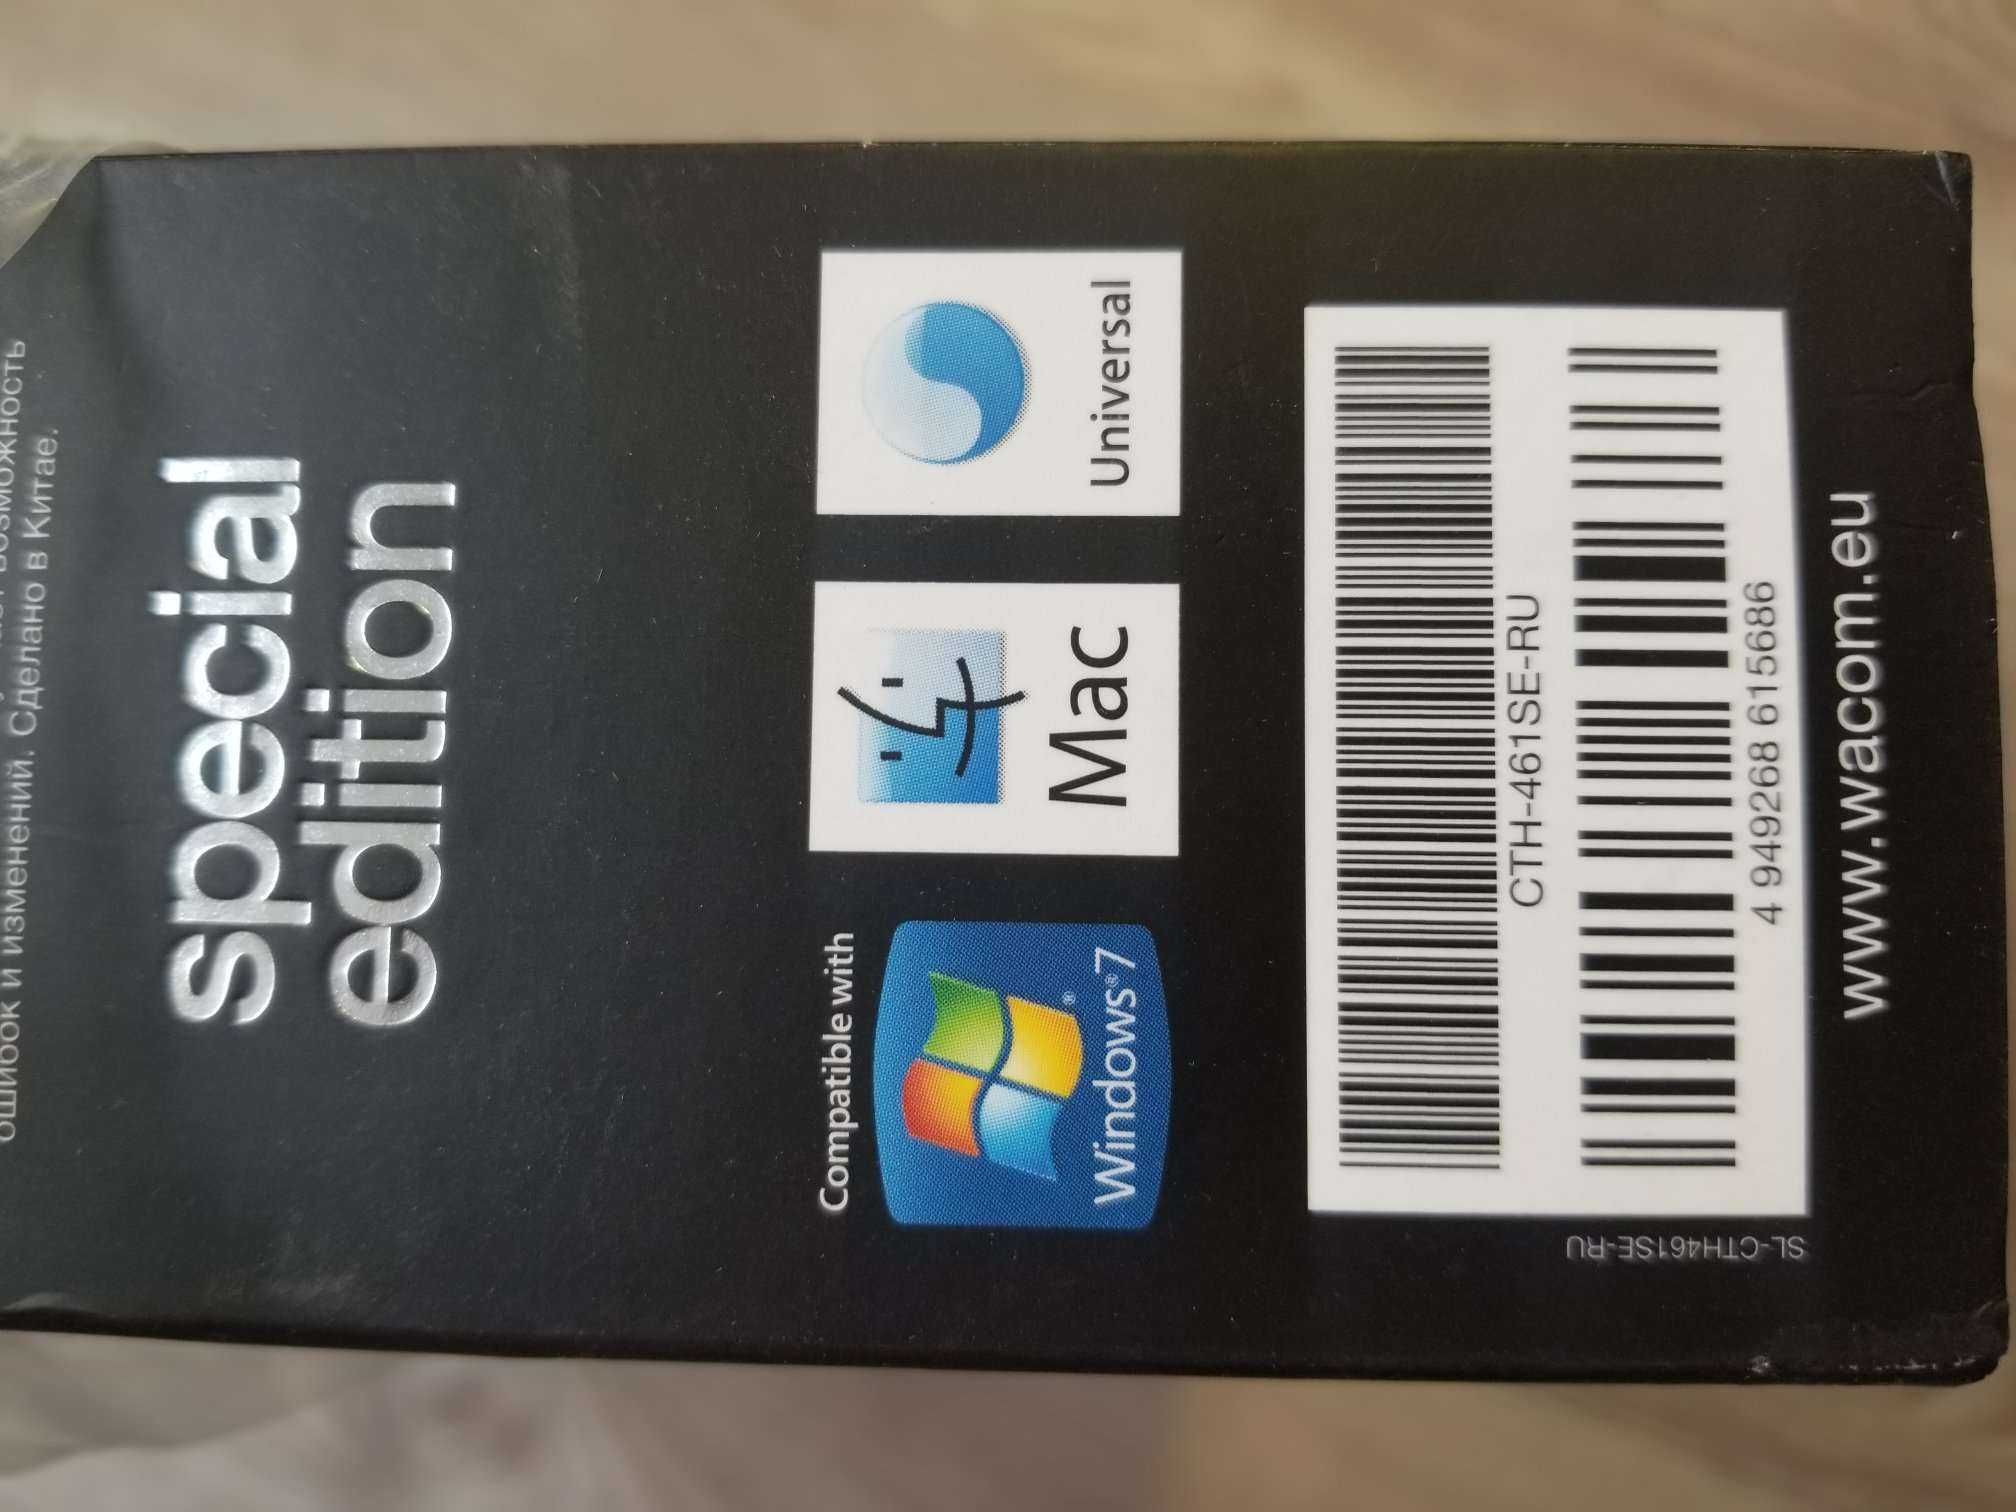 ошибок и изменений. Сделано в Китае.
возможность
special
edition
Compatible with
Windows®7
Mac
Universal
CTH-461SE-RU
4 949268 615686
SL-CTH461SE-RU
www.wacom.eu